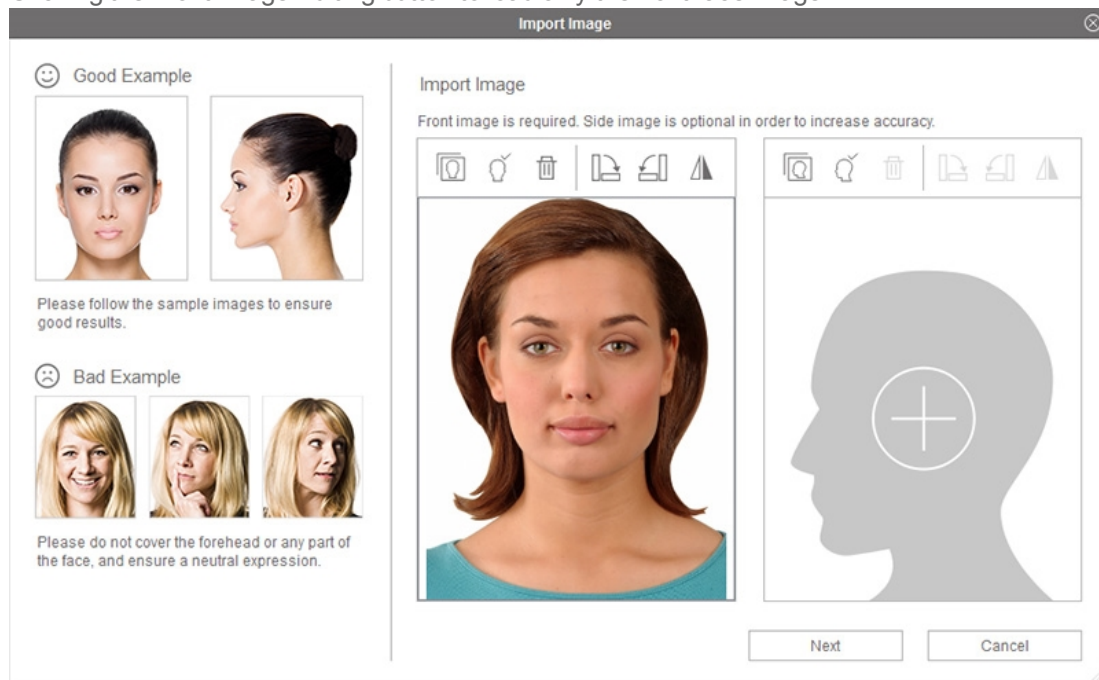 Import Image
Good Example
Please follow the sample images to ensure
good results.
Bad Example
Please do not cover the forehead or any part of
the face, and ensure a neutral expression.
Import Image
Front image is required. Side image is optional in order to increase accuracy.
Next
Cancel